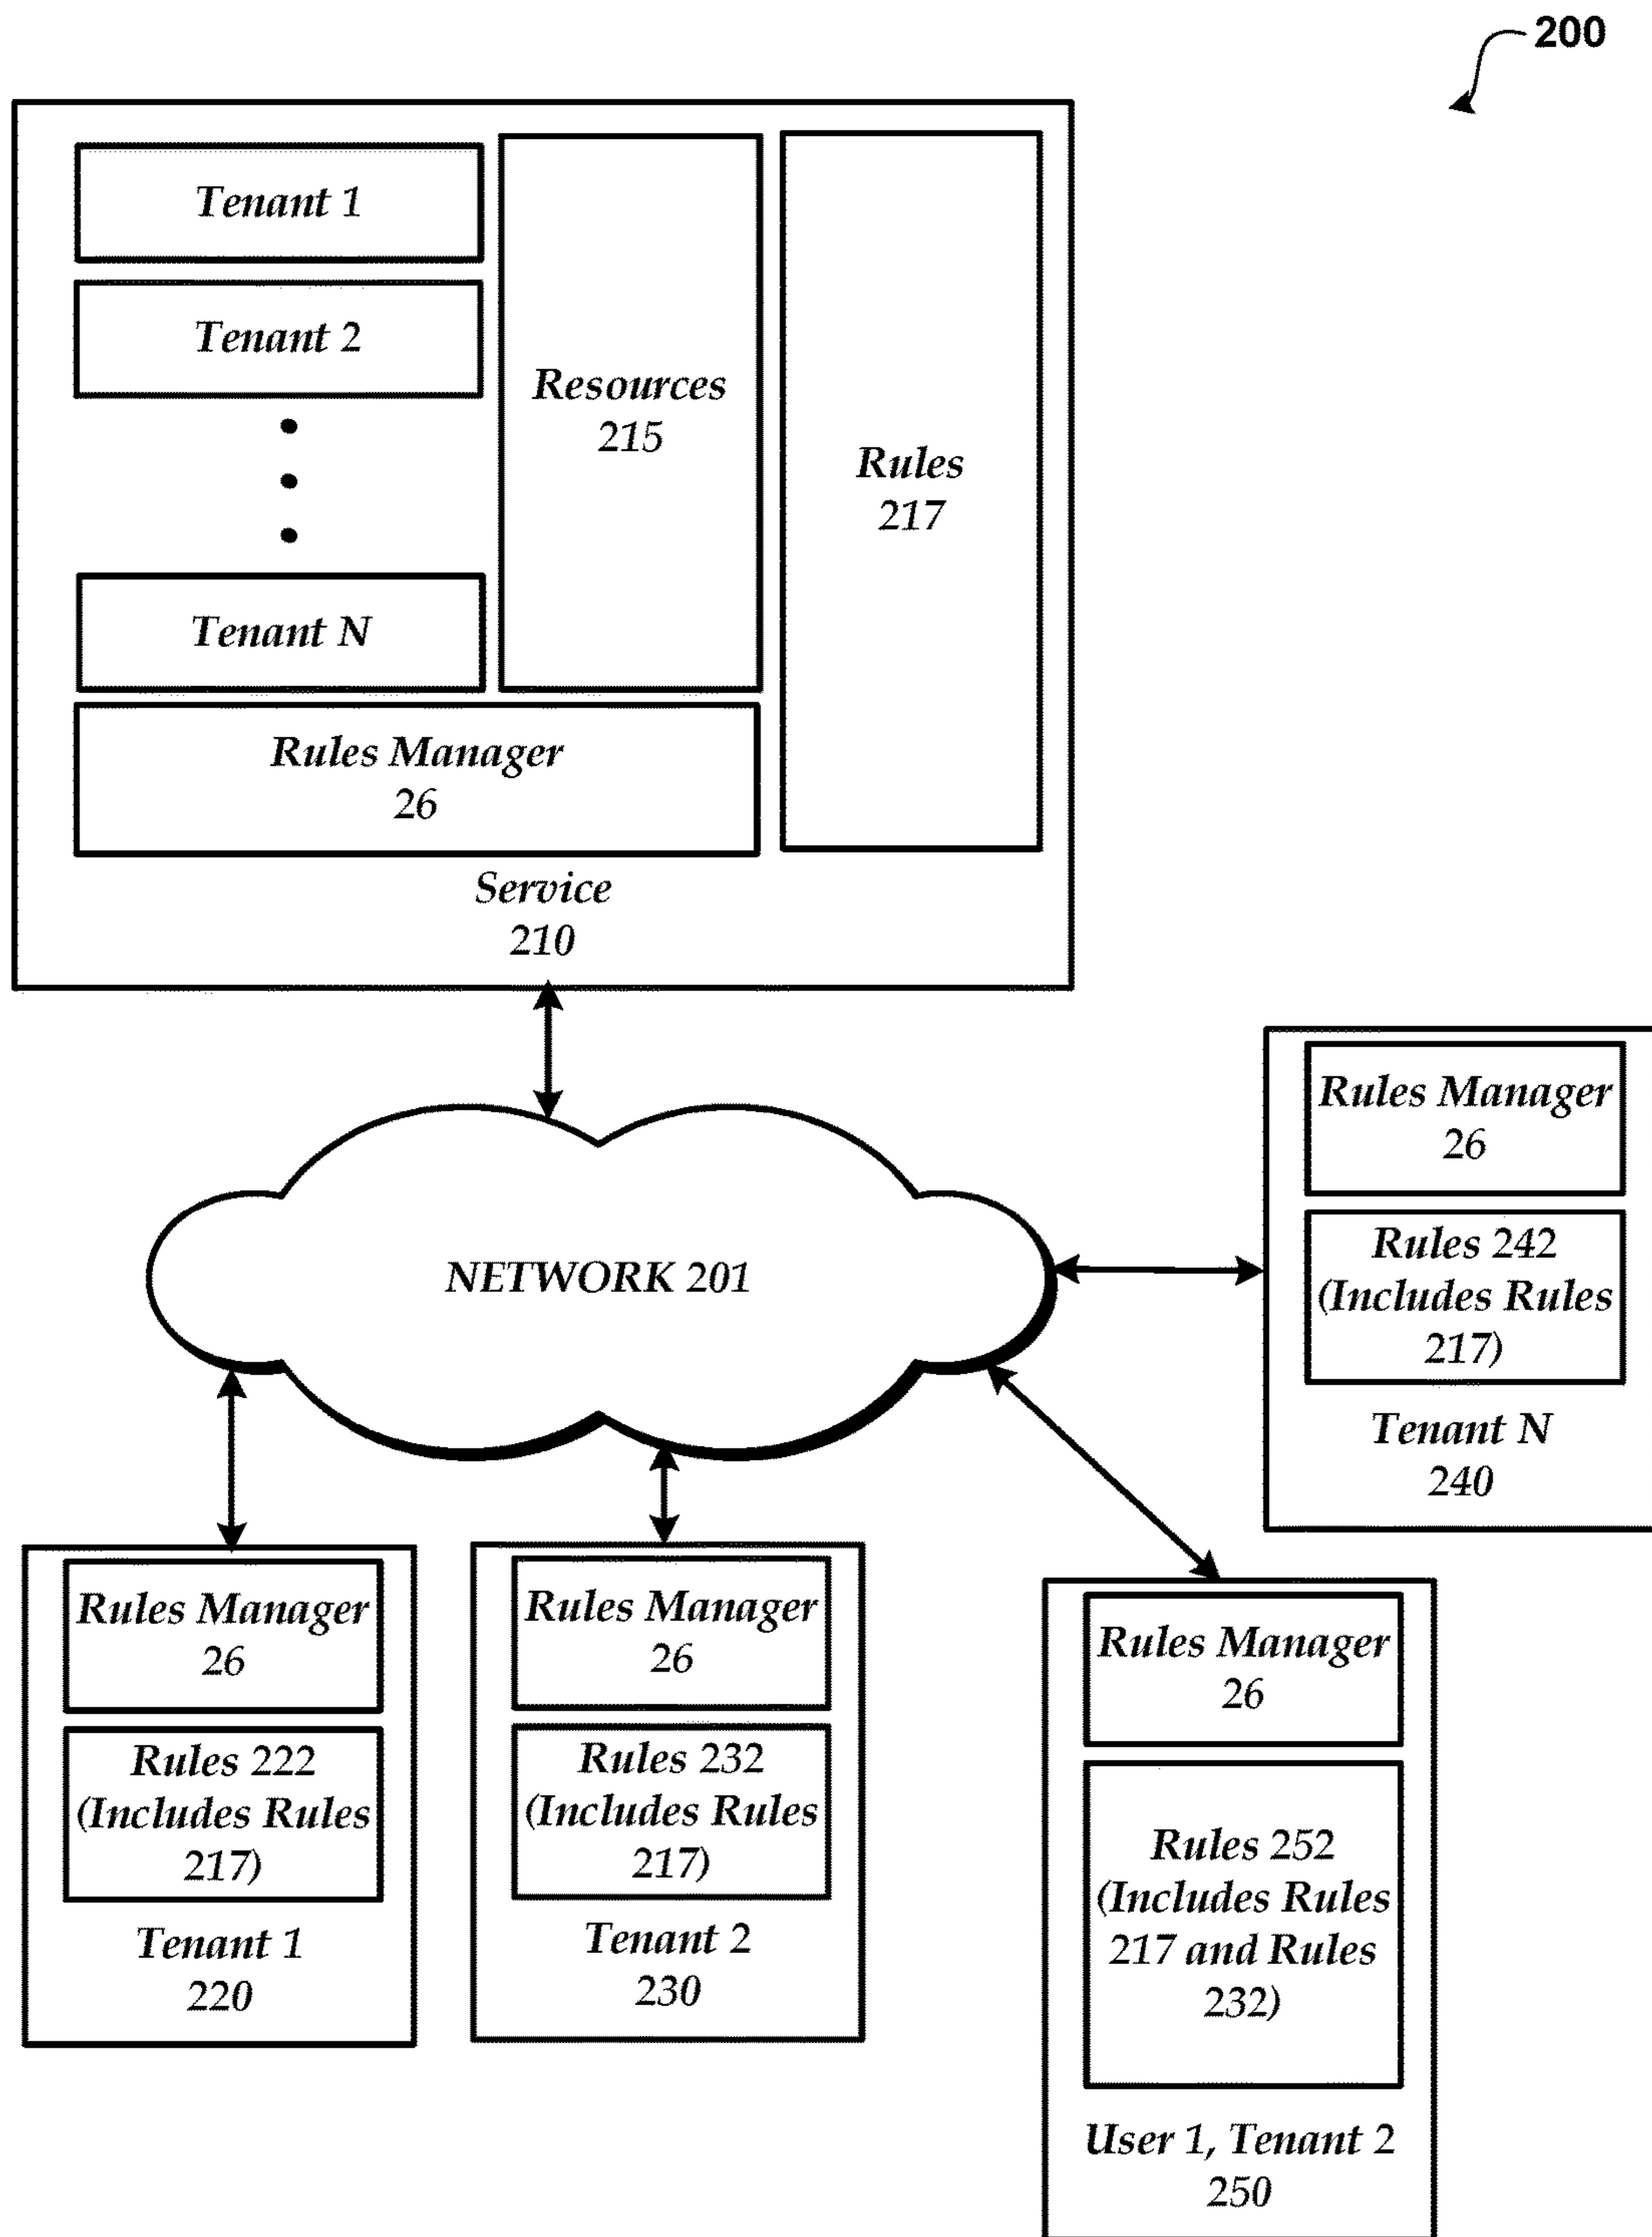 200
Tenant 1
Tenant 2
Tenant N
Resources
215
Rules
217
Rules Manager
26
Service
210
NETWORK 201
Rules Manager
26
Rules 242
(Includes Rules
217)
Tenant N
240
Rules Manager
26
Rules 222
(Includes Rules
217)
Tenant 1
220
Rules Manager
26
Rules 232
(Includes Rules
217)
Tenant 2
230
Rules Manager
26
Rules 252
(Includes Rules
217 and Rules
232)
User 1, Tenant 2
250